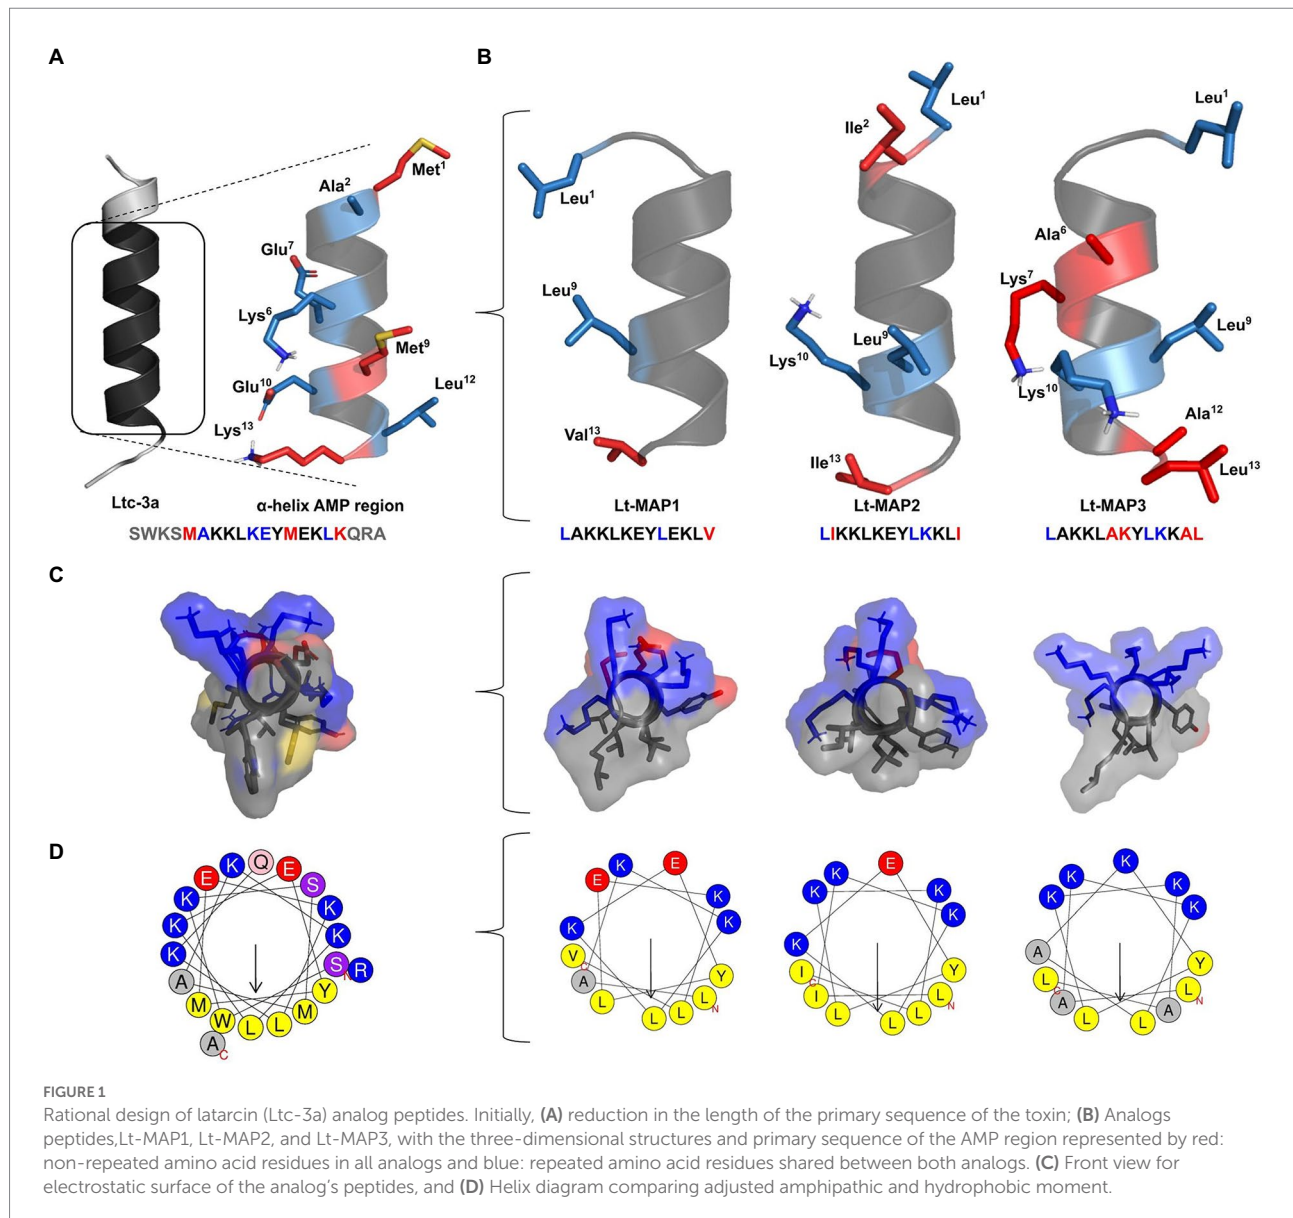 A
B
Met¹
Ala²
Glu⁷
Lys⁶
Met⁹
Glu¹⁰
Leu¹²
Lys¹³
Ltc-3a
α-helix AMP region
SWKSMAKKLKEYMEKLKQRA
Leu¹
Leu⁹
Val¹³
Lt-MAP1
LAKKLKEYLEKLV
Leu¹
Ile²
Leu⁹
Lys¹⁰
Ile¹³
Lt-MAP2
LIKKLKEYLKKLI
Leu¹
Ala⁶
Lys⁷
Leu⁹
Lys¹⁰
Ala¹²
Leu¹³
Lt-MAP3
LAKKLAKYLKKAL
C
D
K Q E
E S
K K
K K
K S N R
A Y
M M
W L L
A C
K E
E
K K
K
V C Y
A
L L N
L L
E
K K K
K
K
I C Y
I L N
L L L
K
K K K
K K
A Y
L C L N
A A
L L
FIGURE 1
Rational design of latarcin (Ltc-3a) analog peptides. Initially, (A) reduction in the length of the primary sequence of the toxin; (B) Analogs
peptides,Lt-MAP1, Lt-MAP2, and Lt-MAP3, with the three-dimensional structures and primary sequence of the AMP region represented by red:
non-repeated amino acid residues in all analogs and blue: repeated amino acid residues shared between both analogs. (C) Front view for
electrostatic surface of the analog's peptides, and (D) Helix diagram comparing adjusted amphipathic and hydrophobic moment.